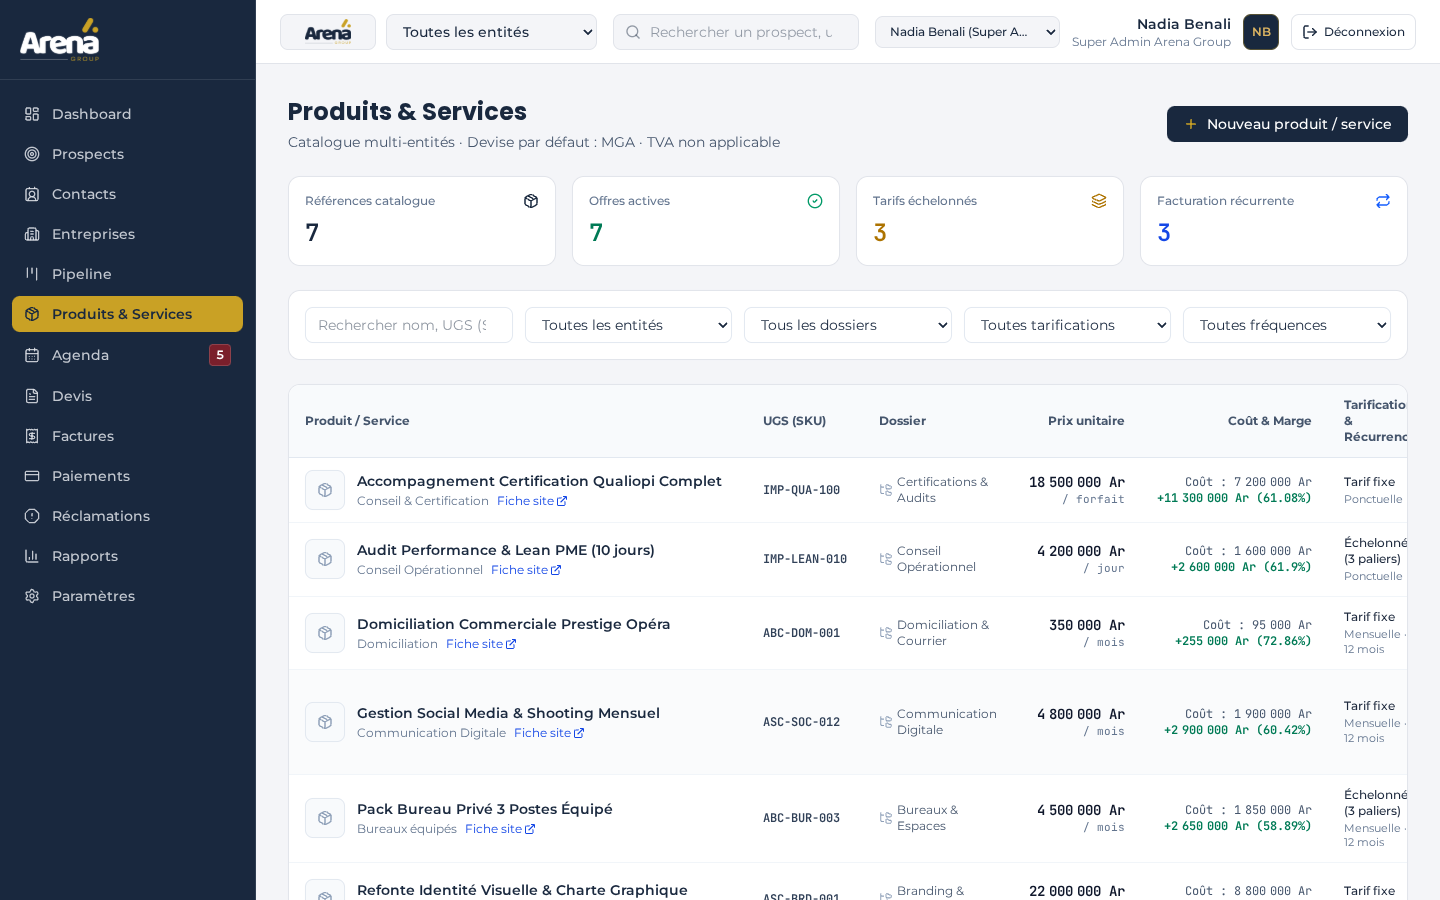 Arena
GROUP
Dashboard
Prospects
Contacts
Entreprises
Pipeline
Produits & Services
Agenda
5
Devis
Factures
Paiements
Réclamations
Rapports
Paramètres
Arena
Toutes les entités
Rechercher un prospect, u
Nadia Benali (Super A...
Nadia Benali
Super Admin Arena Group
NB
Déconnexion
Produits & Services
Catalogue multi-entités · Devise par défaut : MGA · TVA non applicable
Nouveau produit / service
Références catalogue
7
Offres actives
7
Tarifs échelonnés
3
Facturation récurrente
3
Rechercher nom, UGS (S
Toutes les entités
Tous les dossiers
Toutes tarifications
Toutes fréquences
Produit / Service
UGS (SKU)
Dossier
Prix unitaire
Coût & Marge
Tarification
&
Récurrenc
Accompagnement Certification Qualiopi Complet
Conseil & Certification Fiche site
IMP-QUA-100
Certifications &
Audits
18 500 000 Ar
/ forfait
Coût : 7 200 000 Ar
+11 300 000 Ar (61.08%)
Tarif fixe
Ponctuelle
Audit Performance & Lean PME (10 jours)
Conseil Opérationnel Fiche site
IMP-LEAN-010
Conseil
Opérationnel
4 200 000 Ar
/ jour
Coût : 1 600 000 Ar
+2 600 000 Ar (61.9%)
Échelonné
(3 paliers)
Ponctuelle
Domiciliation Commerciale Prestige Opéra
Domiciliation Fiche site
ABC-DOM-001
Domiciliation &
Courrier
350 000 Ar
/ mois
Coût : 95 000 Ar
+255 000 Ar (72.86%)
Tarif fixe
Mensuelle ·
12 mois
Gestion Social Media & Shooting Mensuel
Communication Digitale Fiche site
ASC-SOC-012
Communication
Digitale
4 800 000 Ar
/ mois
Coût : 1 900 000 Ar
+2 900 000 Ar (60.42%)
Tarif fixe
Mensuelle ·
12 mois
Pack Bureau Privé 3 Postes Équipé
Bureaux équipés Fiche site
ABC-BUR-003
Bureaux &
Espaces
4 500 000 Ar
/ mois
Coût : 1 850 000 Ar
+2 650 000 Ar (58.89%)
Échelonné
(3 paliers)
Mensuelle ·
12 mois
Refonte Identité Visuelle & Charte Graphique
ASC-BRD-001
Branding &
22 000 000 Ar
Coût : 8 800 000 Ar
Tarif fixe